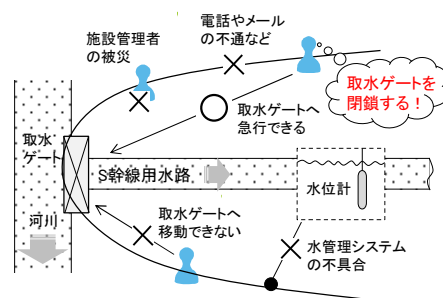 電話やメール
の不通など
施設管理者
の被災
取水ゲートを
閉鎖する！
取水ゲートへ
急行できる
取水
ゲート
S幹線用水路
水位計
河川
取水ゲートへ
移動できない
水管理システム
の不具合